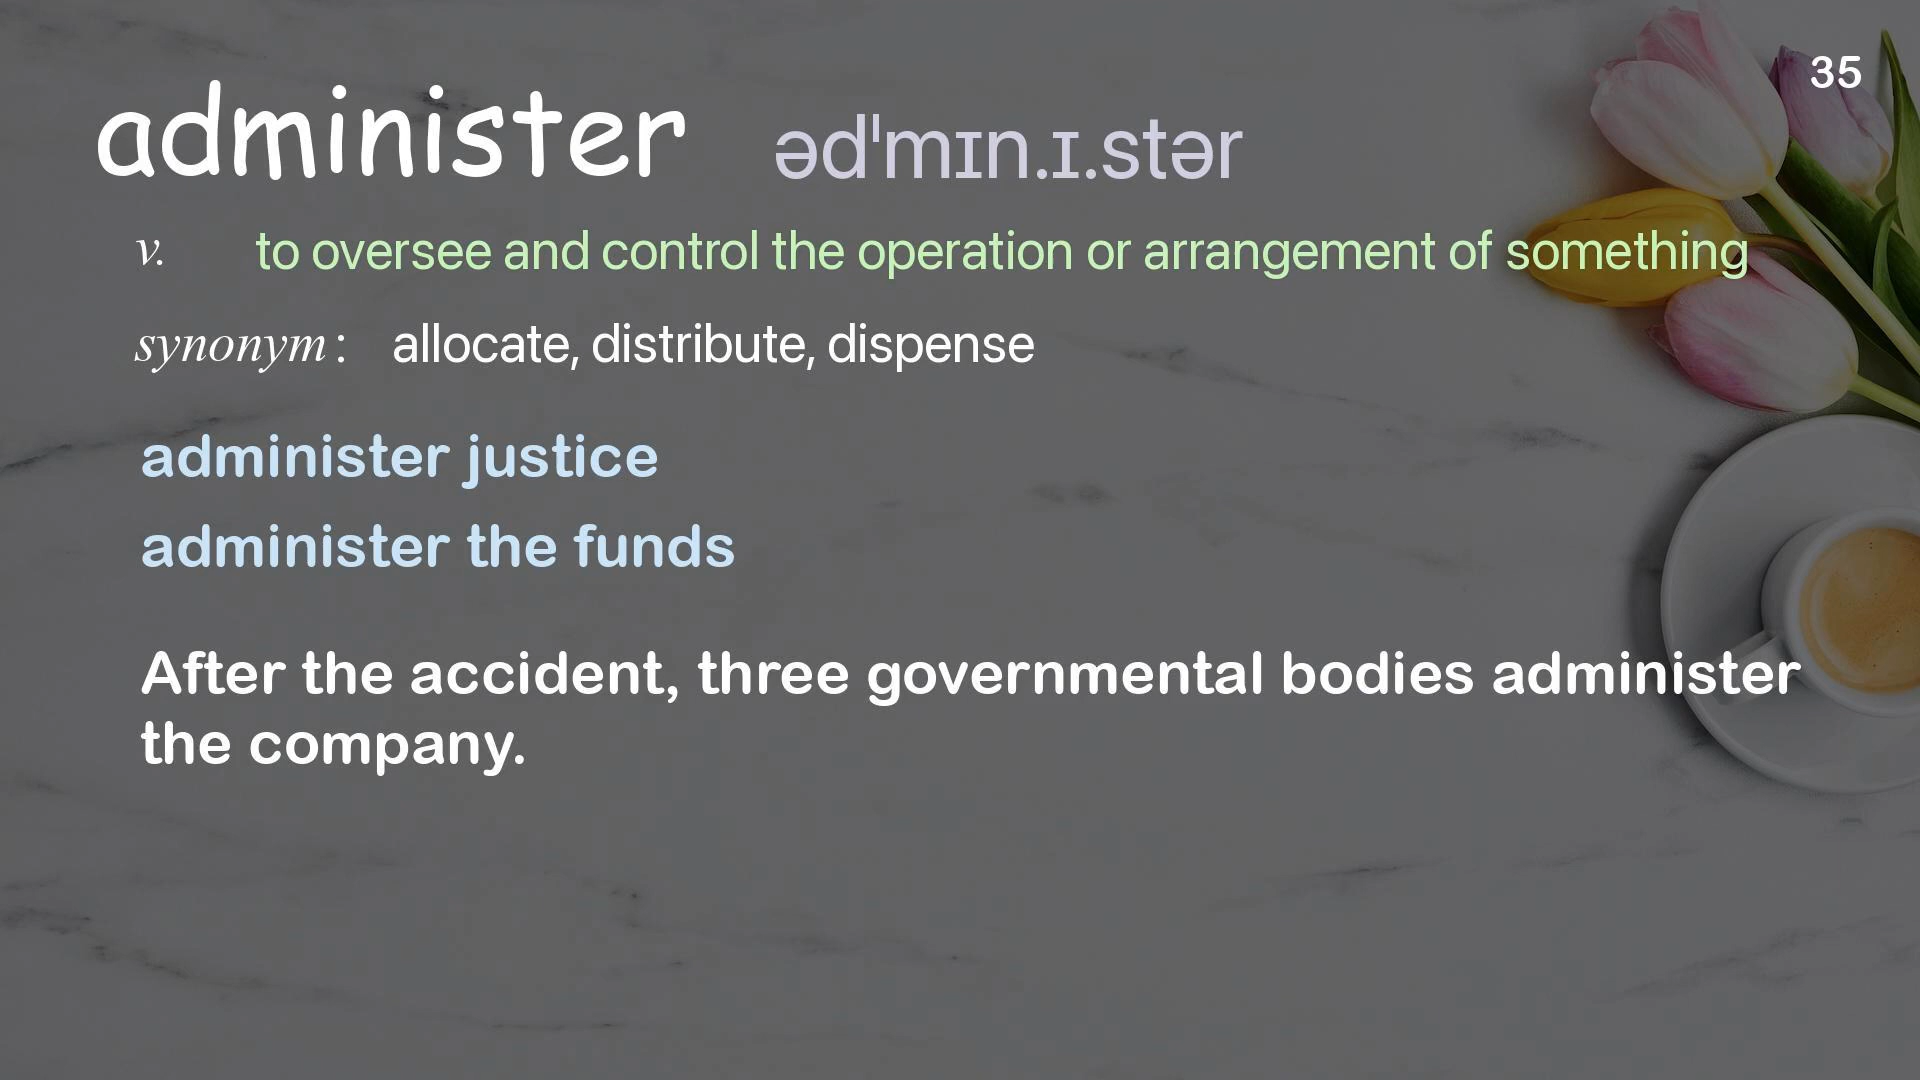 35
administer ədˈmɪn.ɪ.stər
v. to oversee and control the operation or arrangement of something
synonym : allocate, distribute, dispense
administer justice
administer the funds
After the accident, three governmental bodies administer
the company.